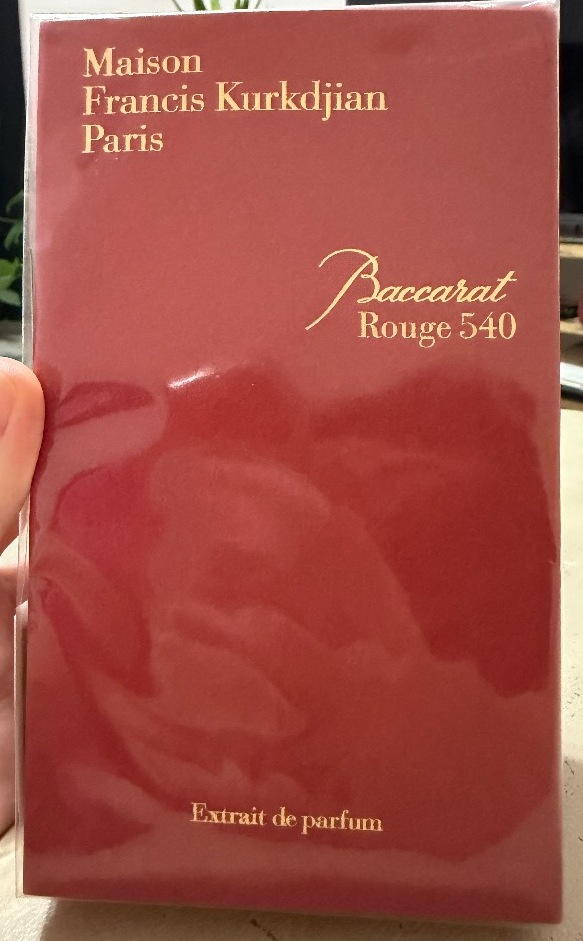 Maison
Francis Kurkdjian
Paris
Baccarat
Rouge 540
Extrait de parfum